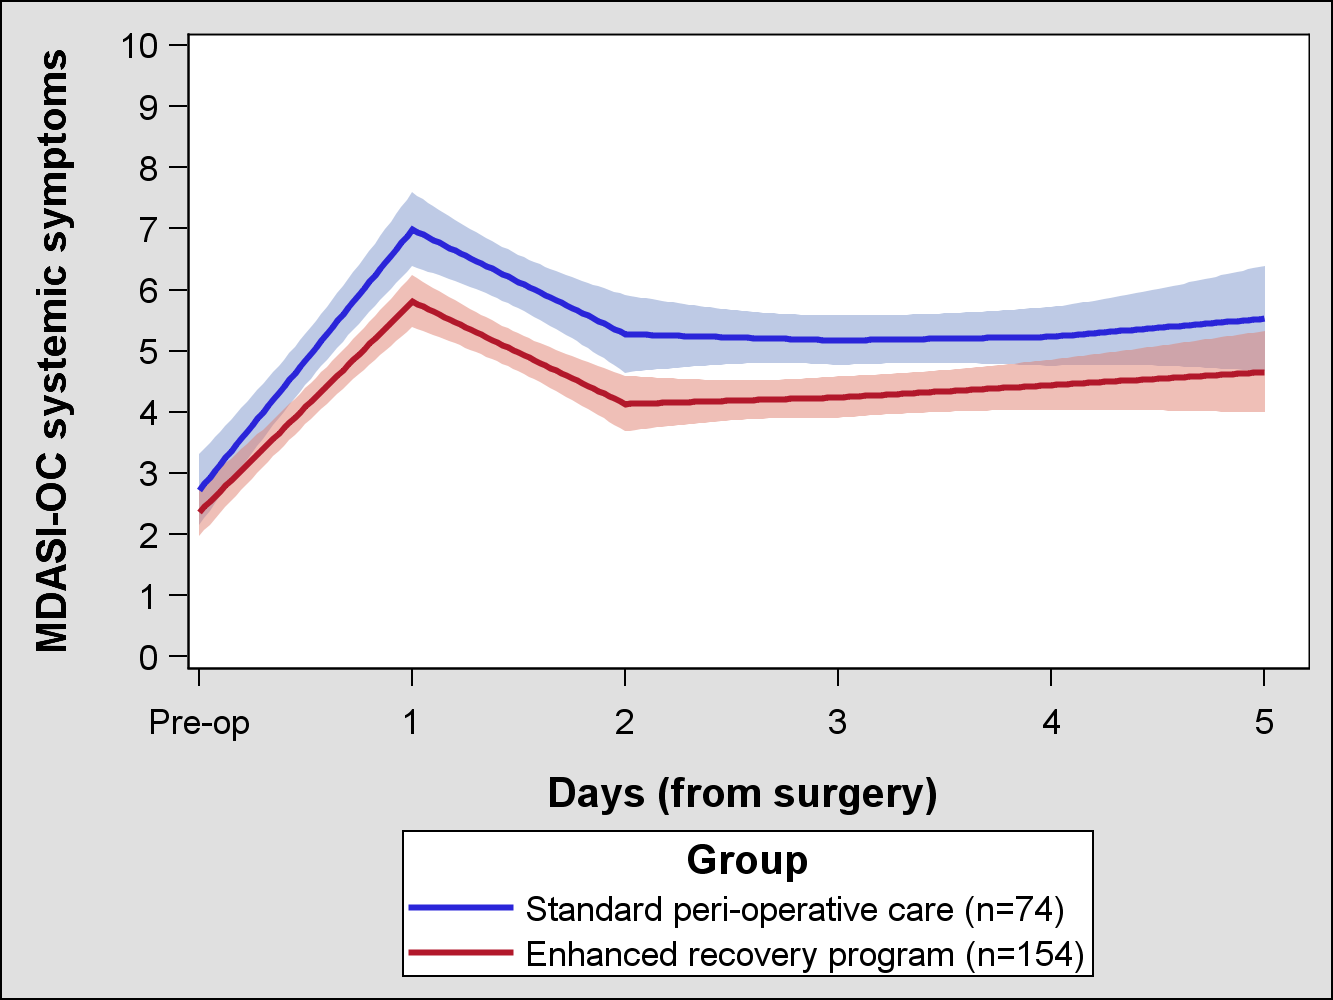 MDASI-OC systemic symptoms
10
9
8
7
6
5
4
3
2
1
0
Pre-op 1 2 3 4 5
Days (from surgery)
Group
Standard peri-operative care (n=74)
Enhanced recovery program (n=154)